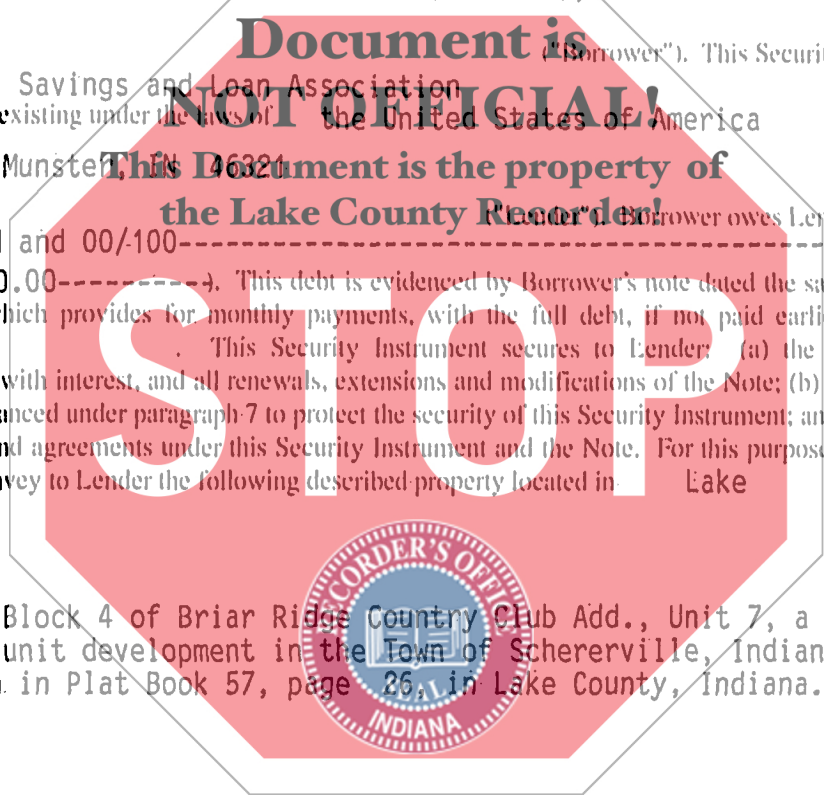 Document is
("Borrower"). This Securit
Savings and Loan Association
NOT OFFICIAL!
existing under the laws of the United States of America
Munster, IN 46321
This Document is the property of
the Lake County Recorder!
("Lender"). Borrower owes Len
and 00/100------------------------------------------------
0.00----------). This debt is evidenced by Borrower's note dated the sa
hich provides for monthly payments, with the full debt, if not paid earli
. This Security Instrument secures to Lender: (a) the
with interest, and all renewals, extensions and modifications of the Note; (b)
anced under paragraph 7 to protect the security of this Security Instrument; an
nd agreements under this Security Instrument and the Note. For this purpose
vey to Lender the following described property located in Lake
STOP
RECORDER'S OFFICE
SEAL
INDIANA
Block 4 of Briar Ridge Country Club Add., Unit 7, a
unit development in the Town of Schererville, Indian
in Plat Book 57, page 26, in Lake County, Indiana.